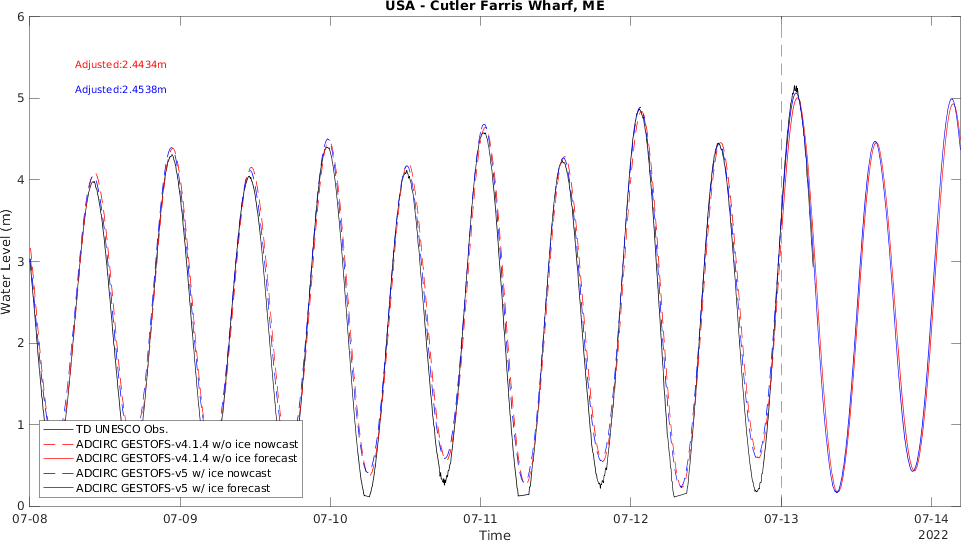 USA - Cutler Farris Wharf, ME
6
Adjusted:2.4434m
Adjusted:2.4538m
5
4
3
2
1
0
Water Level (m)
TD UNESCO Obs.
ADCIRC GESTOFS-v4.1.4 w/o ice nowcast
ADCIRC GESTOFS-v4.1.4 w/o ice forecast
ADCIRC GESTOFS-v5 w/ ice nowcast
ADCIRC GESTOFS-v5 w/ ice forecast
07-08 07-09 07-10 07-11 07-12 07-13 07-14
Time
2022